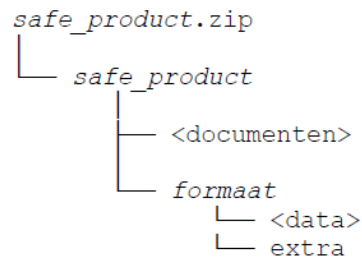 safe_product.zip
safe_product
<documenten>
formaat
<data>
extra